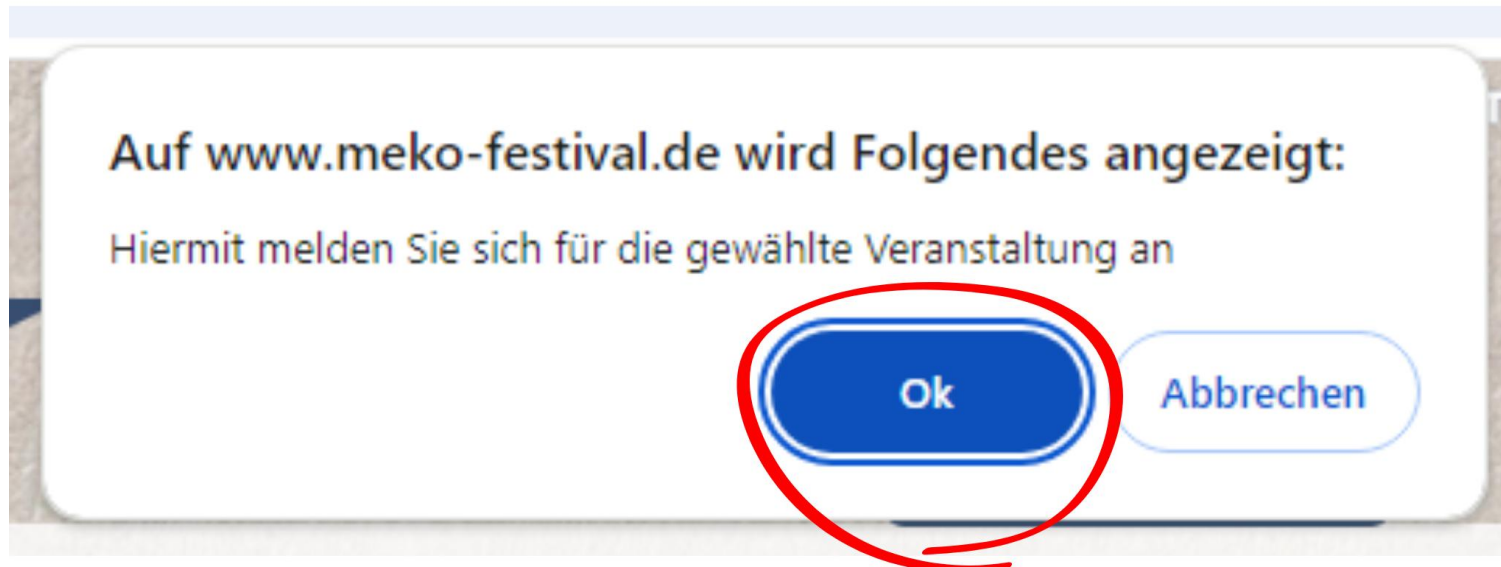 Auf www.meko-festival.de wird Folgendes angezeigt:
Hiermit melden Sie sich für die gewählte Veranstaltung an
Ok
Abbrechen